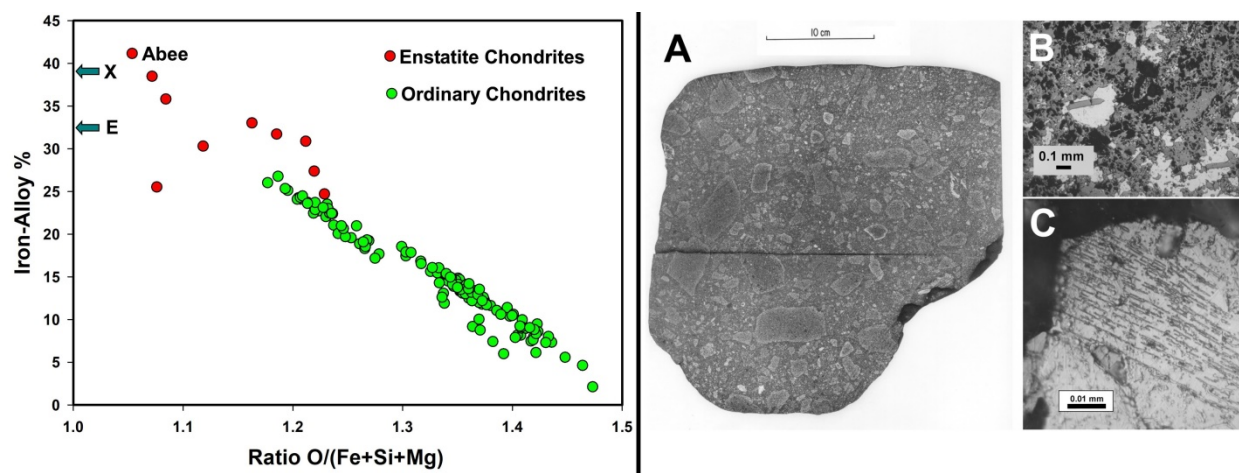 45
40
35
30
25
20
15
10
5
0
Iron-Alloy %
Abee
X
E
Enstatite Chondrites
Ordinary Chondrites
1.0 1.1 1.2 1.3 1.4 1.5
Ratio O/(Fe+Si+Mg)
A
10 cm
B
0.1 mm
C
0.01 mm